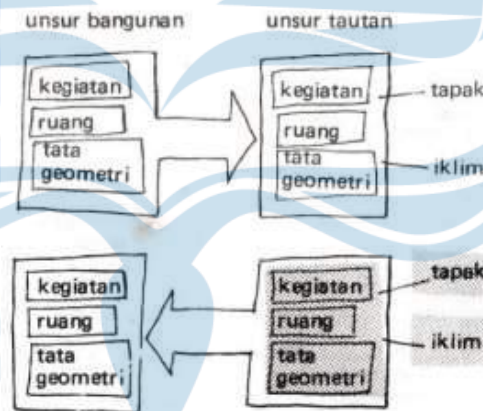 unsur bangunan
unsur tautan
kegiatan
ruang
tata
geometri
kegiatan
ruang
tata
geometri
tapak
iklim
kegiatan
ruang
tata
geometri
kegiatan
ruang
tata
geometri
tapak
iklim